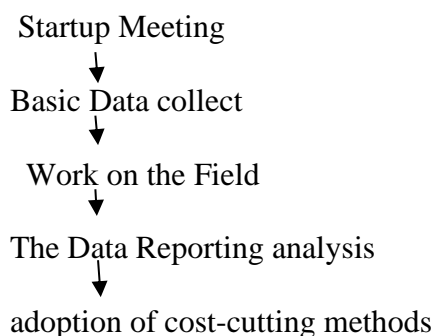 Startup Meeting
Basic Data collect
Work on the Field
The Data Reporting analysis
adoption of cost-cutting methods